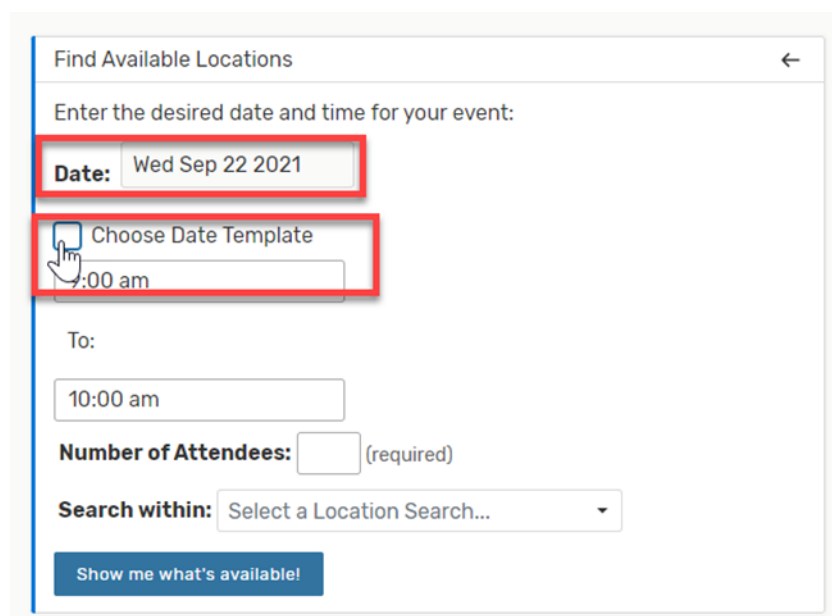 Find Available Locations
Enter the desired date and time for your event:
Date: Wed Sep 22 2021
Choose Date Template
9:00 am
To:
10:00 am
Number of Attendees: (required)
Search within: Select a Location Search...
Show me what's available!